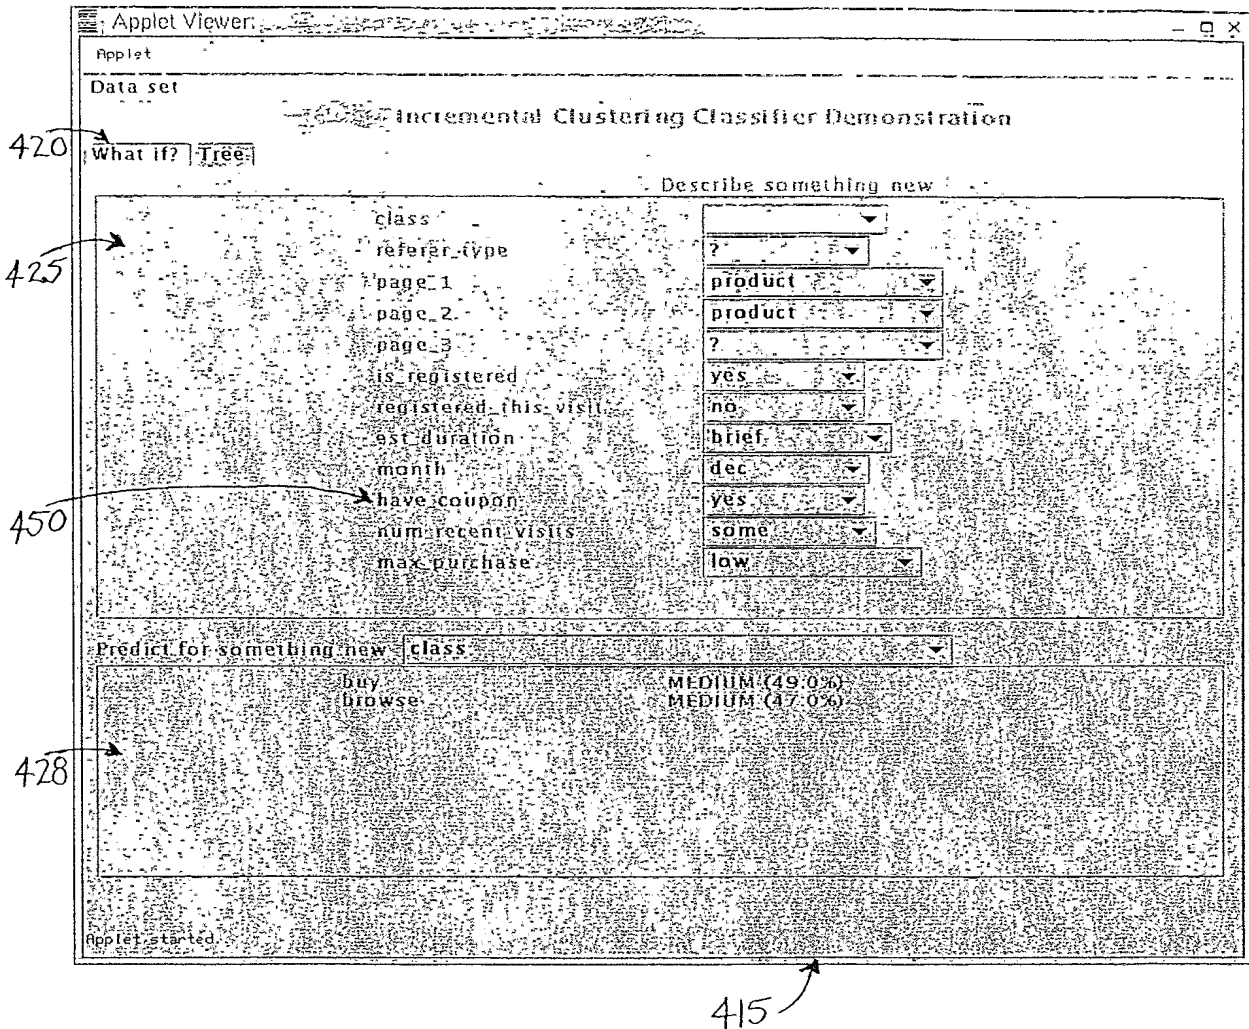 Applet Viewer:
Applet
Data set
Incremental Clustering Classifier Demonstration
420
What if? Tree
Describe something new
class
425
referer_type ?
page_1 product
page_2 product
page_3 ?
is_registered yes
registered_this_visit no
est_duration brief
month dec
450
have_coupon yes
num_recent_visits some
max_purchase low
Predict for something new class
buy MEDIUM (49.0%)
browse MEDIUM (47.0%)
428
Applet started.
415